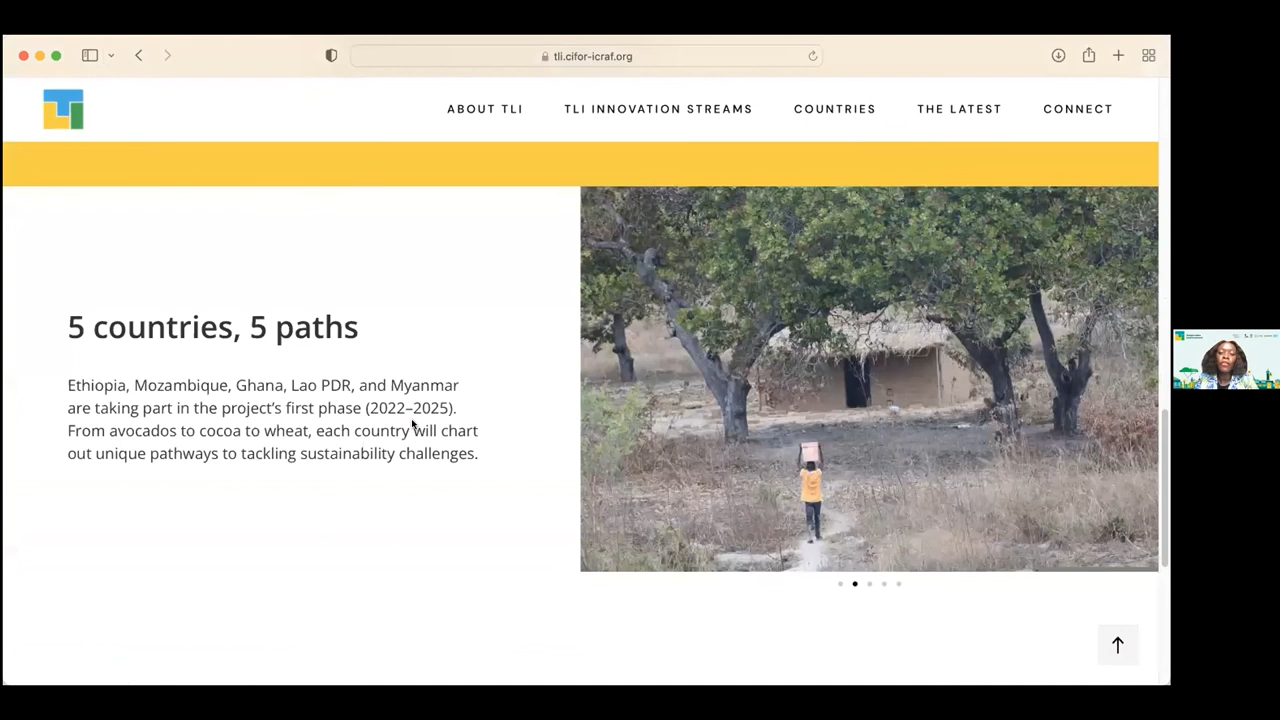 tli.cifor-icraf.org
ABOUT TLI
TLI INNOVATION STREAMS
COUNTRIES
THE LATEST
CONNECT
5 countries, 5 paths
Ethiopia, Mozambique, Ghana, Lao PDR, and Myanmar
are taking part in the project’s first phase (2022–2025).
From avocados to cocoa to wheat, each country will chart
out unique pathways to tackling sustainability challenges.